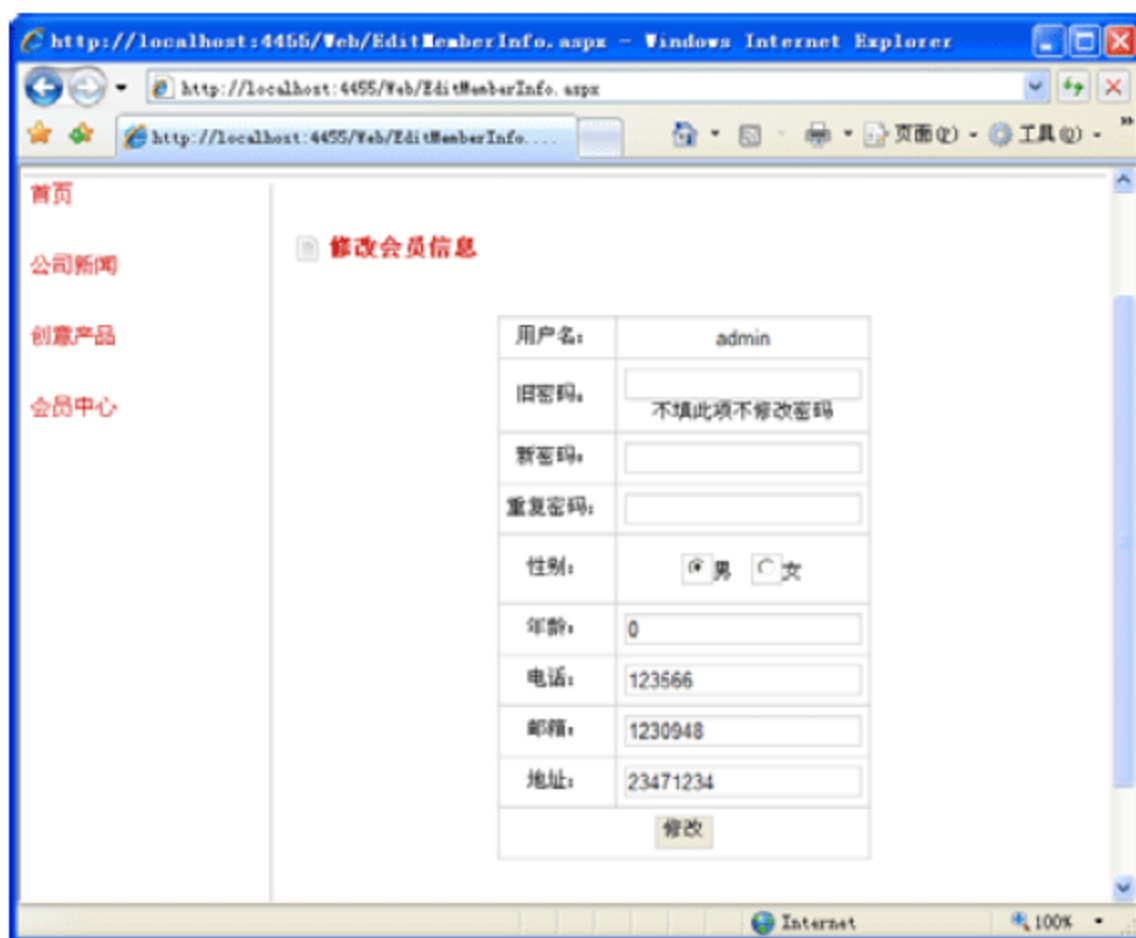 http://localhost:4455/Web/EditMemberInfo.aspx - Windows Internet Explorer
http://localhost:4455/Web/EditMemberInfo.aspx
http://localhost:4455/Web/EditMemberInfo....
页面(P)
工具(O)
首页
公司新闻
创意产品
会员中心
修改会员信息
用户名: admin
旧密码:
不填此项不修改密码
新密码:
重复密码:
性别: 男 女
年龄: 0
电话: 123566
邮箱: 1230948
地址: 23471234
修改
Internet 100%